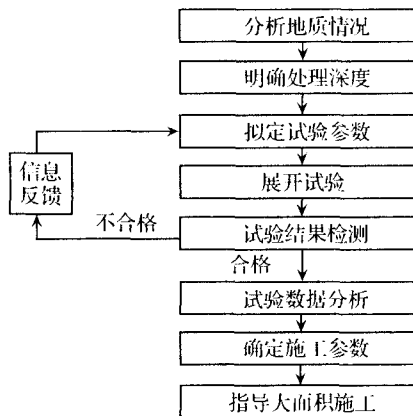 分析地质情况
明确处理深度
拟定试验参数
信息
反馈
展开试验
不合格
试验结果检测
合格
试验数据分析
确定施工参数
指导大面积施工